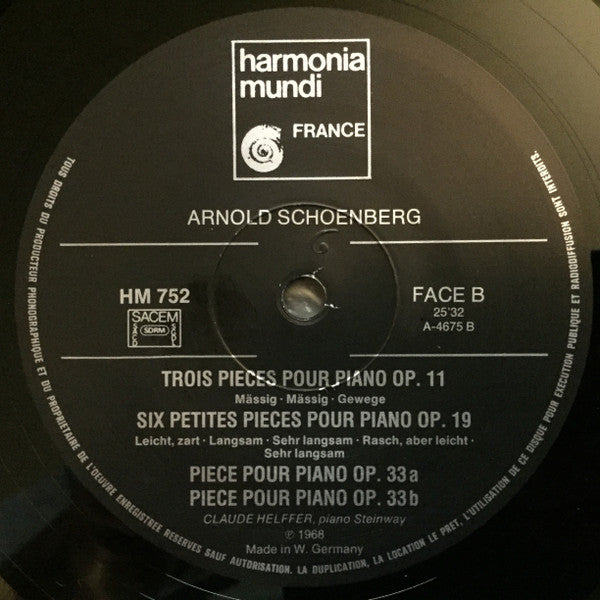 harmonia
mundi
FRANCE
ARNOLD SCHOENBERG
HM 752
SACEM
SDRM
FACE B
25'32
A-4675 B
TROIS PIECES POUR PIANO OP. 11
Mässig · Mässig · Gewege
SIX PETITES PIECES POUR PIANO OP. 19
Leicht, zart · Langsam · Sehr langsam · Rasch, aber leicht ·
Sehr langsam
PIECE POUR PIANO OP. 33a
PIECE POUR PIANO OP. 33b
CLAUDE HELFFER, piano Steinway
℗ 1968
Made in W. Germany
TOUS DROITS DU PRODUCTEUR PHONOGRAPHIQUE ET DU PROPRIETAIRE DE L'OEUVRE ENREGISTREE RESERVES SAUF AUTORISATION. LA DUPLICATION, LA LOCATION LE PRET, L'UTILISATION DE CE DISQUE POUR EXECUTION PUBLIQUE ET RADIODIFFUSION SONT INTERDITS.